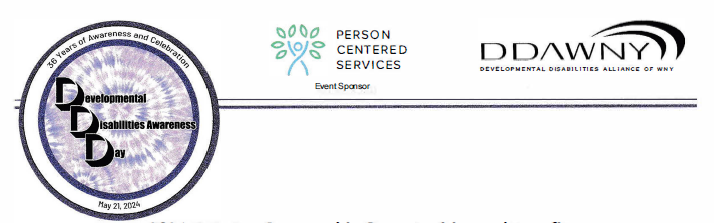 36 Years of Awareness and Celebration
Developmental
Disabilities Awareness
Day
May 21, 2024
PERSON
CENTERED
SERVICES
Event Sponsor
DDAWNY
DEVELOPMENTAL DISABILITIES ALLIANCE OF WNY